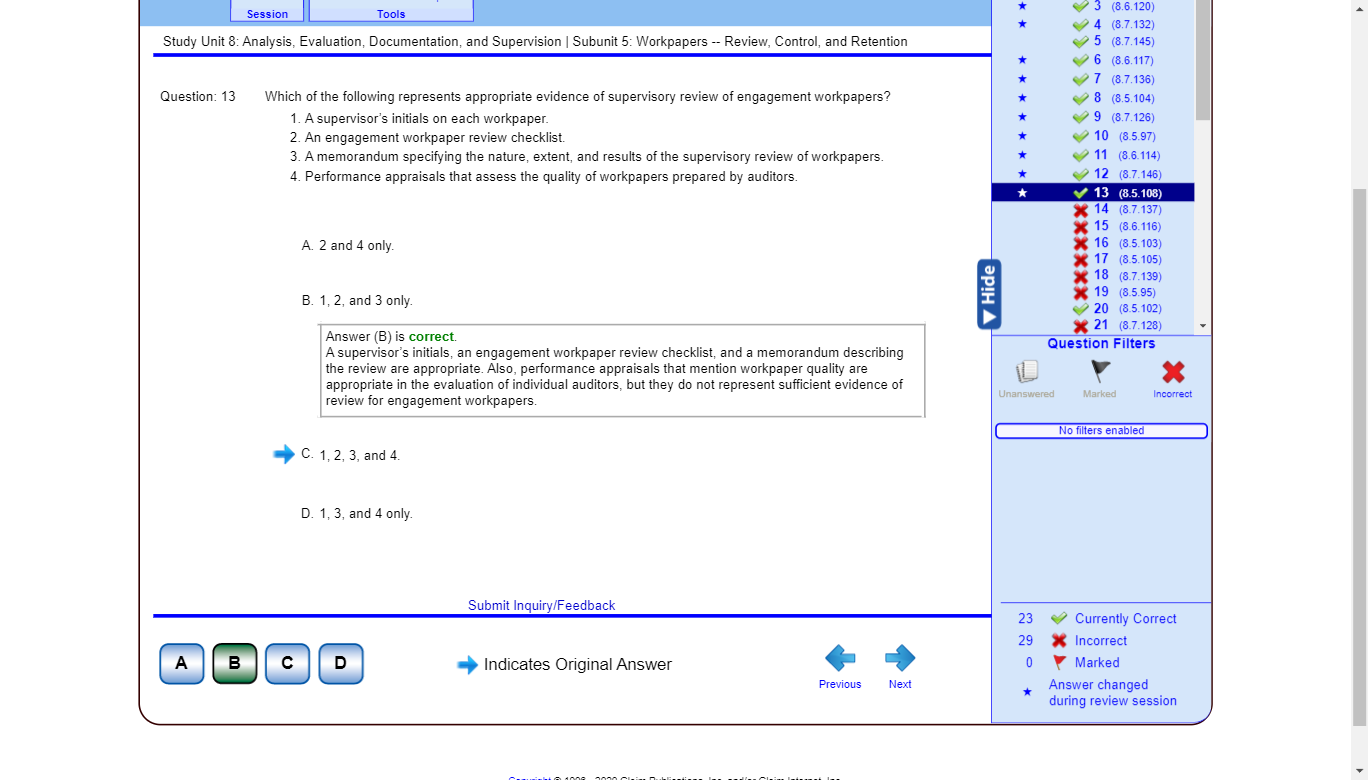 Session
Tools
Study Unit 8: Analysis, Evaluation, Documentation, and Supervision | Subunit 5: Workpapers -- Review, Control, and Retention
Question: 13
Which of the following represents appropriate evidence of supervisory review of engagement workpapers?
1. A supervisor's initials on each workpaper.
2. An engagement workpaper review checklist.
3. A memorandum specifying the nature, extent, and results of the supervisory review of workpapers.
4. Performance appraisals that assess the quality of workpapers prepared by auditors.
A. 2 and 4 only.
B. 1, 2, and 3 only.
Answer (B) is correct.
A supervisor's initials, an engagement workpaper review checklist, and a memorandum describing
the review are appropriate. Also, performance appraisals that mention workpaper quality are
appropriate in the evaluation of individual auditors, but they do not represent sufficient evidence of
review for engagement workpapers.
C. 1, 2, 3, and 4.
D. 1, 3, and 4 only.
Submit Inquiry/Feedback
A
B
C
D
Indicates Original Answer
Previous
Next
3 (8.6.120)
4 (8.7.132)
5 (8.7.145)
6 (8.6.117)
7 (8.7.136)
8 (8.5.104)
9 (8.7.126)
10 (8.5.97)
11 (8.6.114)
12 (8.7.146)
13 (8.5.108)
14 (8.7.137)
15 (8.6.116)
16 (8.5.103)
17 (8.5.105)
18 (8.7.139)
19 (8.5.95)
20 (8.5.102)
21 (8.7.128)
Hide
Question Filters
Unanswered
Marked
Incorrect
No filters enabled
23 Currently Correct
29 Incorrect
0 Marked
Answer changed
during review session